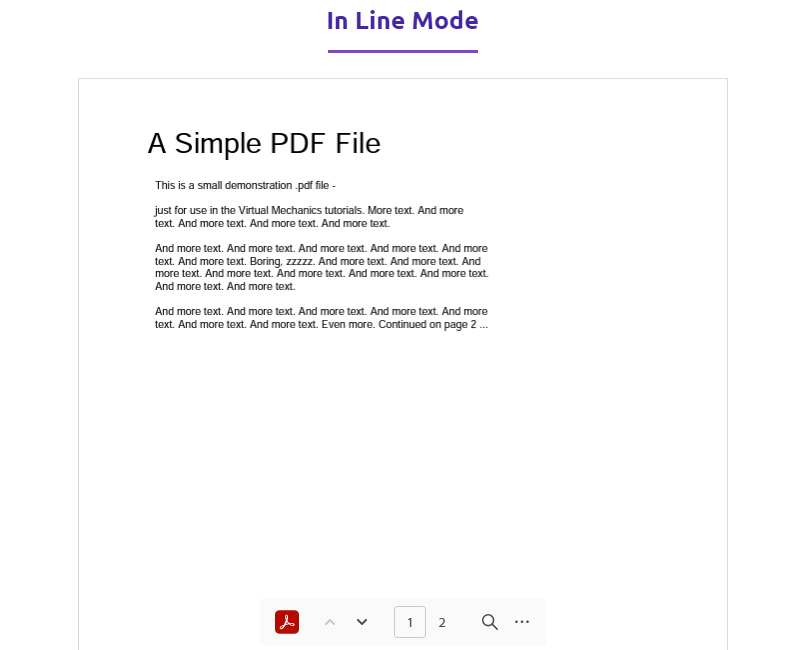 In Line Mode
A Simple PDF File
This is a small demonstration .pdf file -
just for use in the Virtual Mechanics tutorials. More text. And more
text. And more text. And more text. And more text.
And more text. And more text. And more text. And more text. And more
text. And more text. Boring, zzzzz. And more text. And more text. And
more text. And more text. And more text. And more text. And more text.
And more text. And more text.
And more text. And more text. And more text. And more text. And more
text. And more text. And more text. Even more. Continued on page 2 ...
1 2